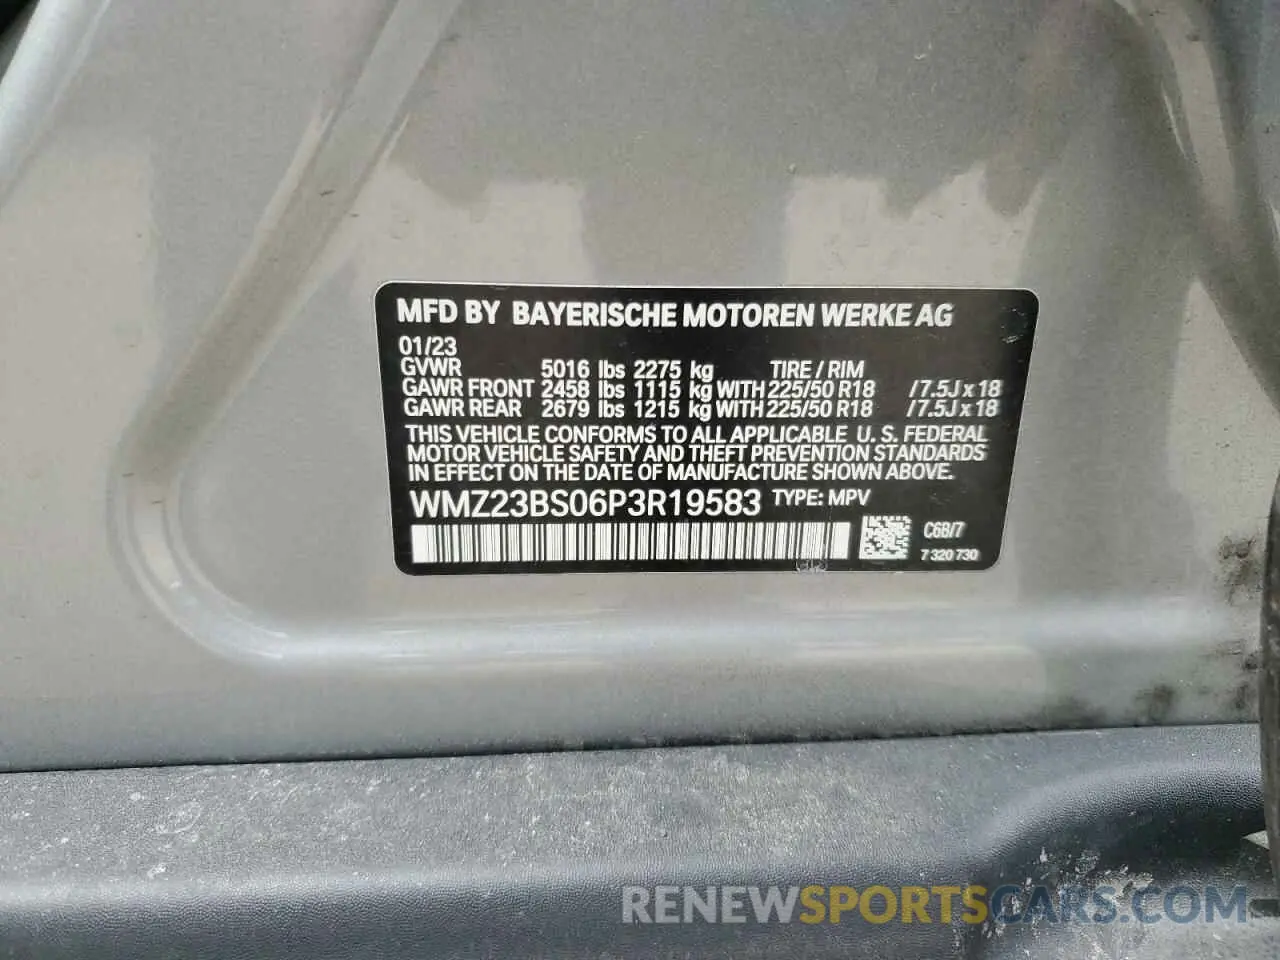 MFD BY BAYERISCHE MOTOREN WERKE AG
01/23
GVWR 5016 lbs 2275 kg TIRE / RIM
GAWR FRONT 2458 lbs 1115 kg WITH 225/50 R18 /7.5J x 18
GAWR REAR 2679 lbs 1215 kg WITH 225/50 R18 /7.5J x 18
THIS VEHICLE CONFORMS TO ALL APPLICABLE U. S. FEDERAL
MOTOR VEHICLE SAFETY AND THEFT PREVENTION STANDARDS
IN EFFECT ON THE DATE OF MANUFACTURE SHOWN ABOVE.
WMZ23BS06P3R19583 TYPE: MPV
C6B/7
7 320 730
RENEWSPORTSCARS.COM